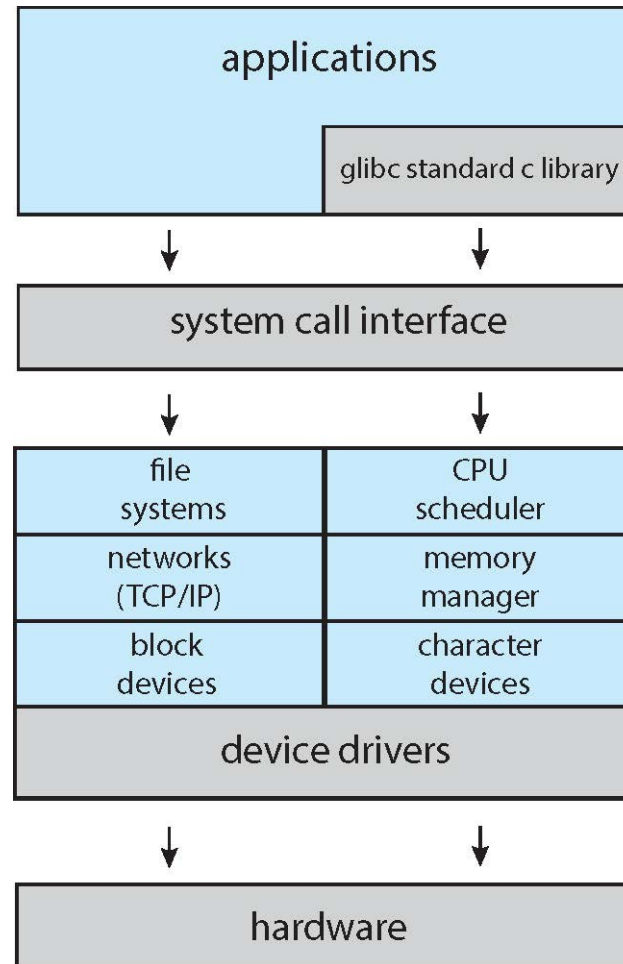 applications
glibc standard c library
system call interface
file
systems
CPU
scheduler
networks
(TCP/IP)
memory
manager
block
devices
character
devices
device drivers
hardware